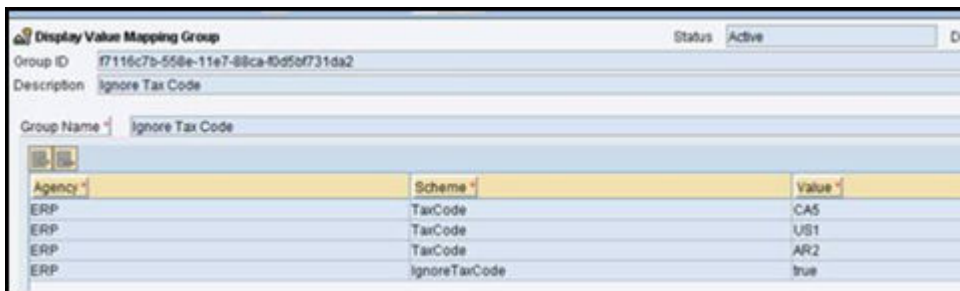 Display Value Mapping Group Status Active D
Group ID f7116c7b-558e-11e7-88ca-f0d5bf731da2
Description Ignore Tax Code
Group Name * Ignore Tax Code
Agency * Scheme * Value *
ERP TaxCode CA5
ERP TaxCode US1
ERP TaxCode AR2
ERP IgnoreTaxCode true